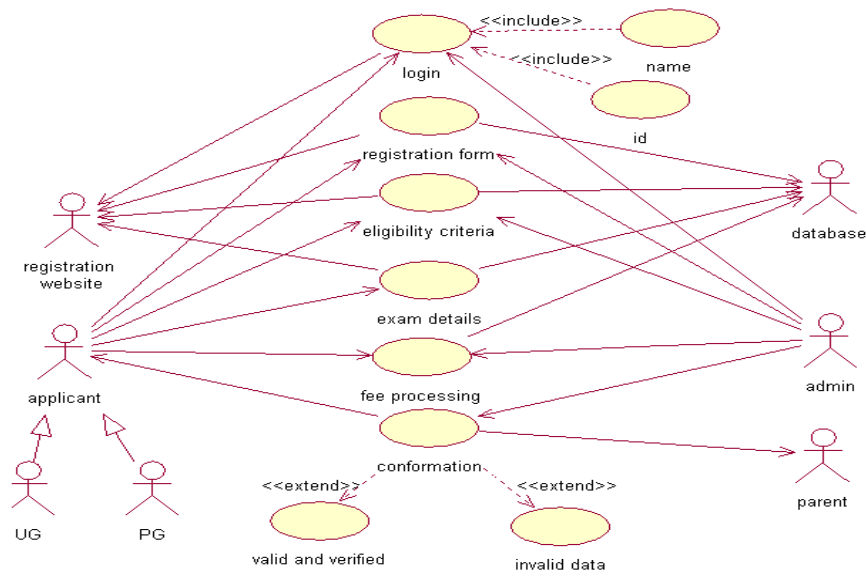 <<include>>
name
<<include>>
login
id
registration form
registration
website
eligibility criteria
database
exam details
applicant
fee processing
admin
conformation
parent
<<extend>>
<<extend>>
UG
PG
valid and verified
invalid data